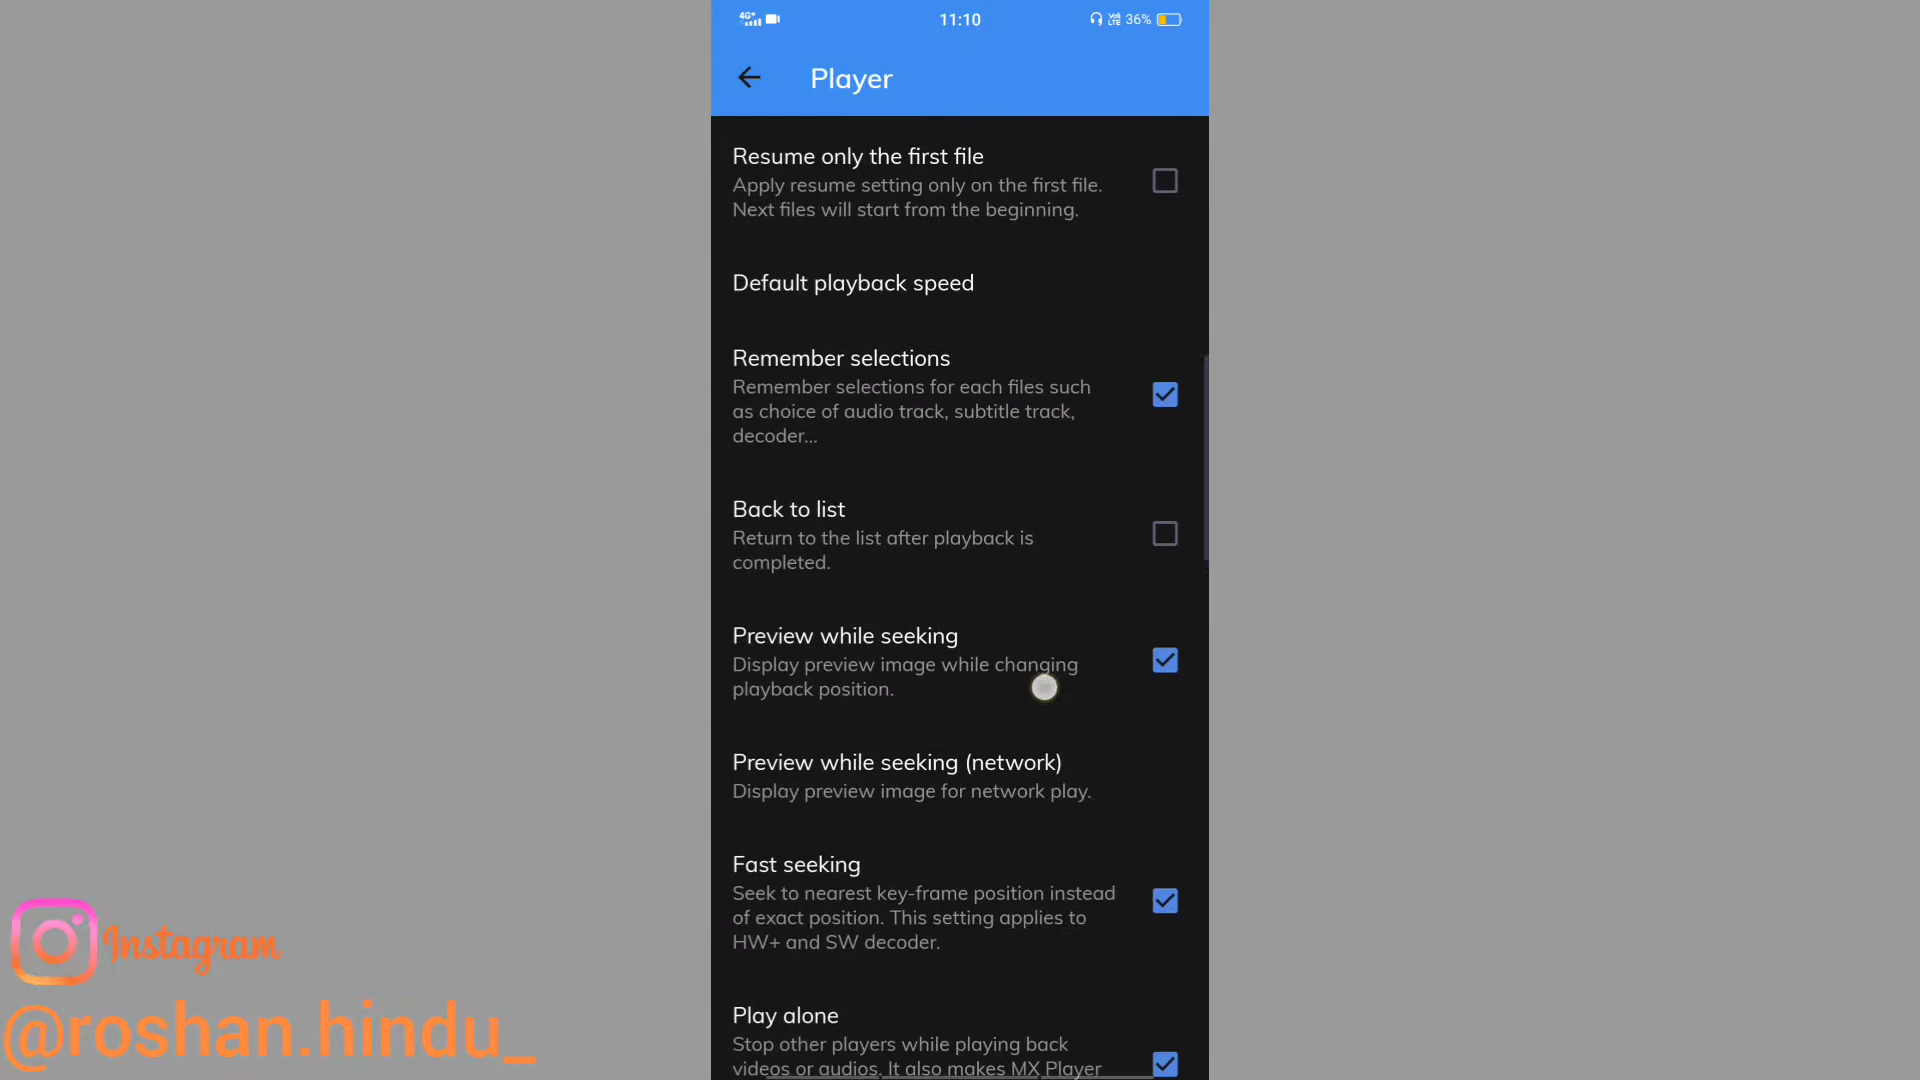 4G+ 11:10 Vo LTE 36%
Player
Resume only the first file
Apply resume setting only on the first file.
Next files will start from the beginning.
Default playback speed
Remember selections
Remember selections for each files such
as choice of audio track, subtitle track,
decoder...
Back to list
Return to the list after playback is
completed.
Preview while seeking
Display preview image while changing
playback position.
Preview while seeking (network)
Display preview image for network play.
Fast seeking
Seek to nearest key-frame position instead
of exact position. This setting applies to
HW+ and SW decoder.
Play alone
Stop other players while playing back
videos or audios. It also makes MX Player
Instagram
@roshan.hindu_